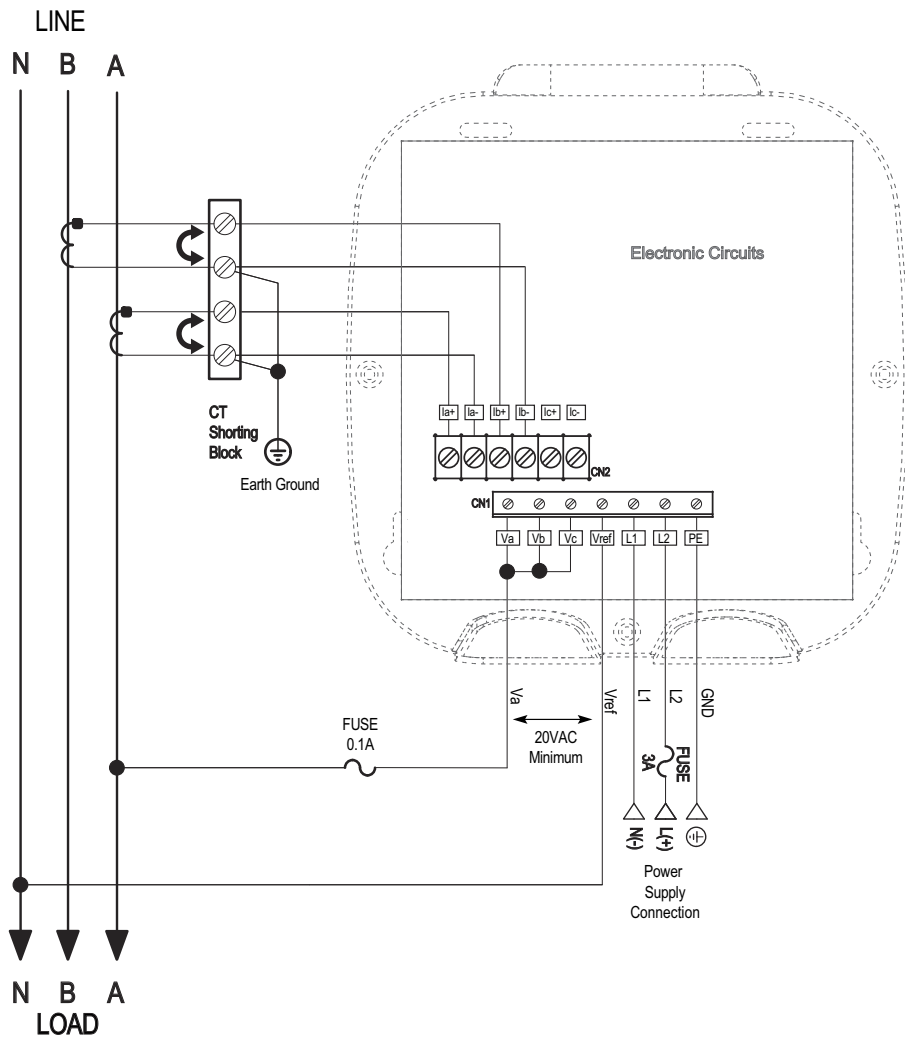 LINE
N B A
Electronic Circuits
CT
Shorting
Block
Earth Ground
Ia+ Ia- Ib+ Ib- Ic+ Ic-
CN2
CN1
Va Vb Vc Vref L1 L2 PE
Va
Vref
L1
L2
GND
20VAC
Minimum
FUSE
0.1A
FUSE
3A
N(-)
L(+)
Power
Supply
Connection
N B A
LOAD